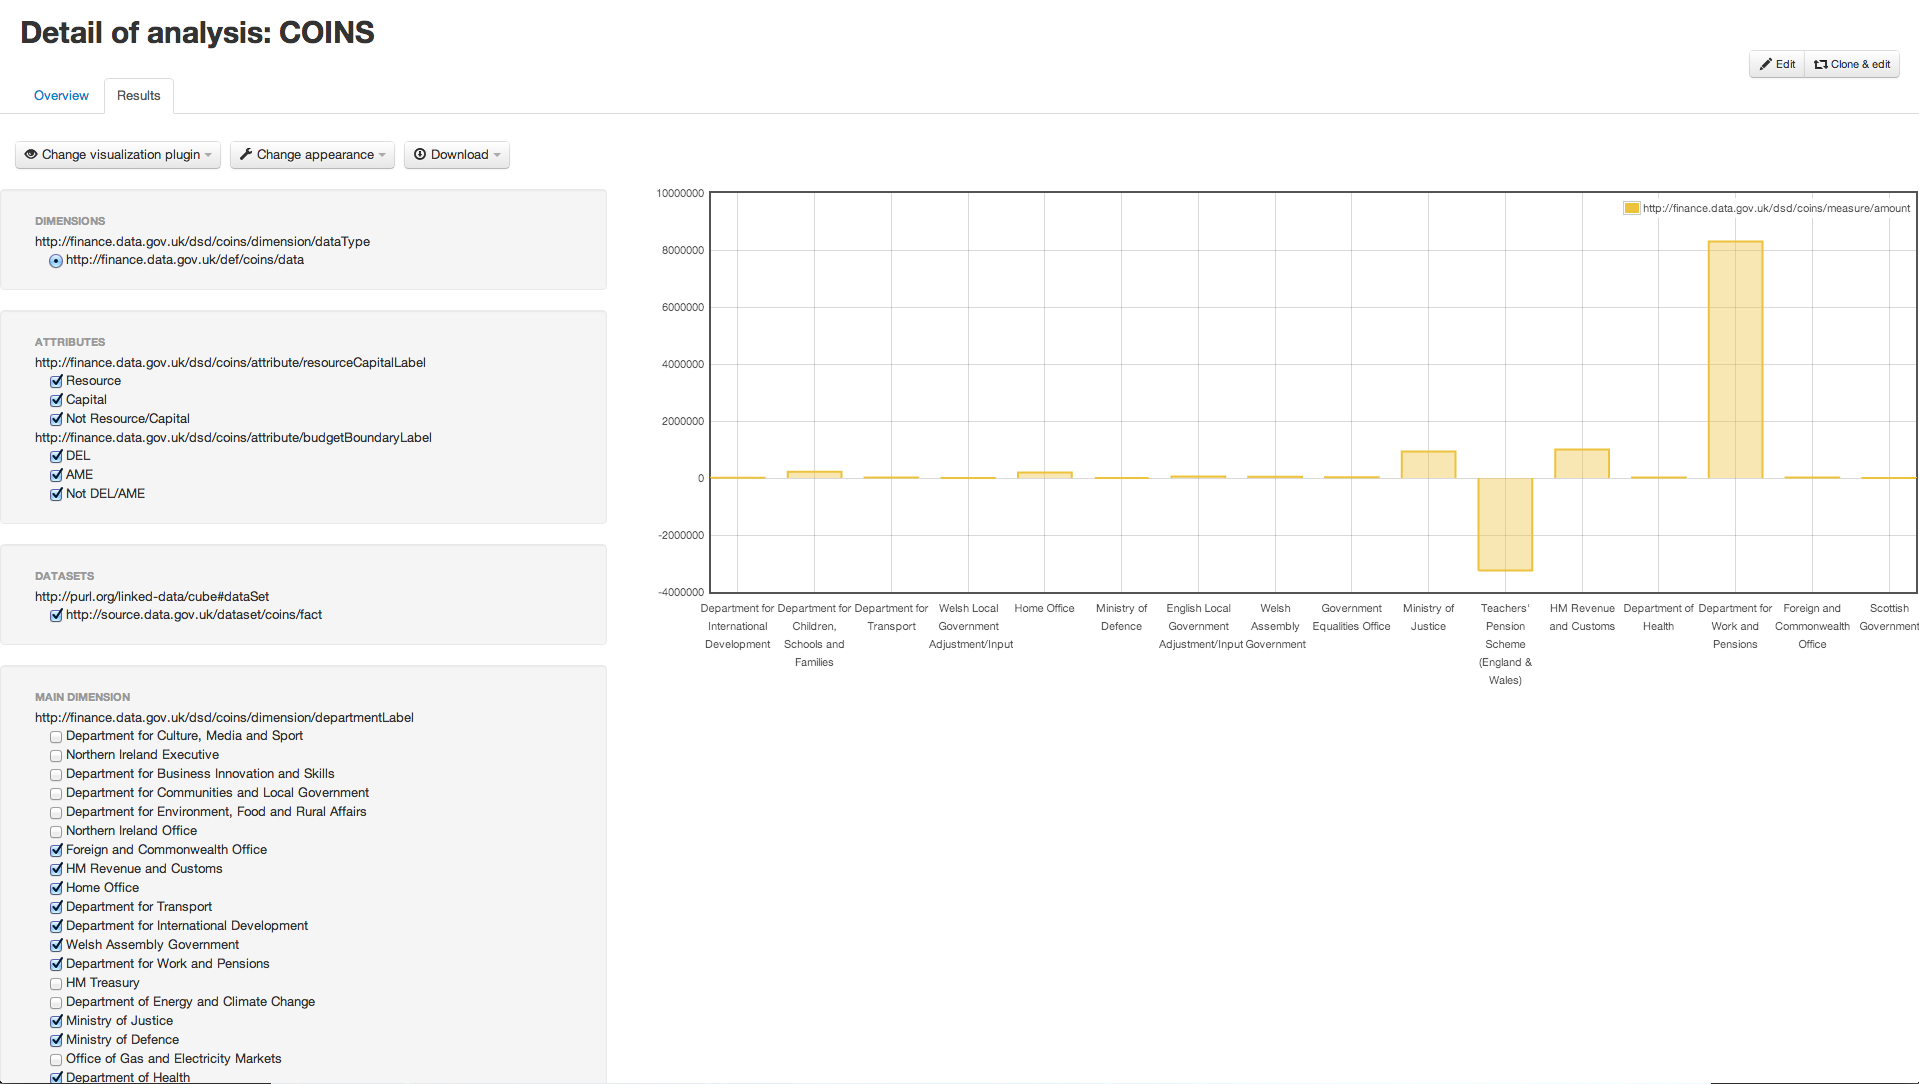 Detail of analysis: COINS
Edit
Clone & edit
Overview
Results
Change visualization plugin
Change appearance
Download
DIMENSIONS
http://finance.data.gov.uk/dsd/coins/dimension/dataType
http://finance.data.gov.uk/def/coins/data
ATTRIBUTES
http://finance.data.gov.uk/dsd/coins/attribute/resourceCapitalLabel
Resource
Capital
Not Resource/Capital
http://finance.data.gov.uk/dsd/coins/attribute/budgetBoundaryLabel
DEL
AME
Not DEL/AME
DATASETS
http://purl.org/linked-data/cube#dataSet
http://source.data.gov.uk/dataset/coins/fact
MAIN DIMENSION
http://finance.data.gov.uk/dsd/coins/dimension/departmentLabel
Department for Culture, Media and Sport
Northern Ireland Executive
Department for Business Innovation and Skills
Department for Communities and Local Government
Department for Environment, Food and Rural Affairs
Northern Ireland Office
Foreign and Commonwealth Office
HM Revenue and Customs
Home Office
Department for Transport
Department for International Development
Welsh Assembly Government
Department for Work and Pensions
HM Treasury
Department of Energy and Climate Change
Ministry of Justice
Ministry of Defence
Office of Gas and Electricity Markets
Department of Health
10000000
8000000
6000000
4000000
2000000
0
-2000000
-4000000
http://finance.data.gov.uk/dsd/coins/measure/amount
Department for
International
Development
Department for
Children,
Schools and
Families
Department for
Transport
Welsh Local
Government
Adjustment/Input
Home Office
Ministry of
Defence
English Local
Government
Adjustment/Input
Welsh
Assembly
Government
Government
Equalities Office
Ministry of
Justice
Teachers'
Pension
Scheme
(England &
Wales)
HM Revenue
and Customs
Department of
Health
Department for
Work and
Pensions
Foreign and
Commonwealth
Office
Scottish
Government